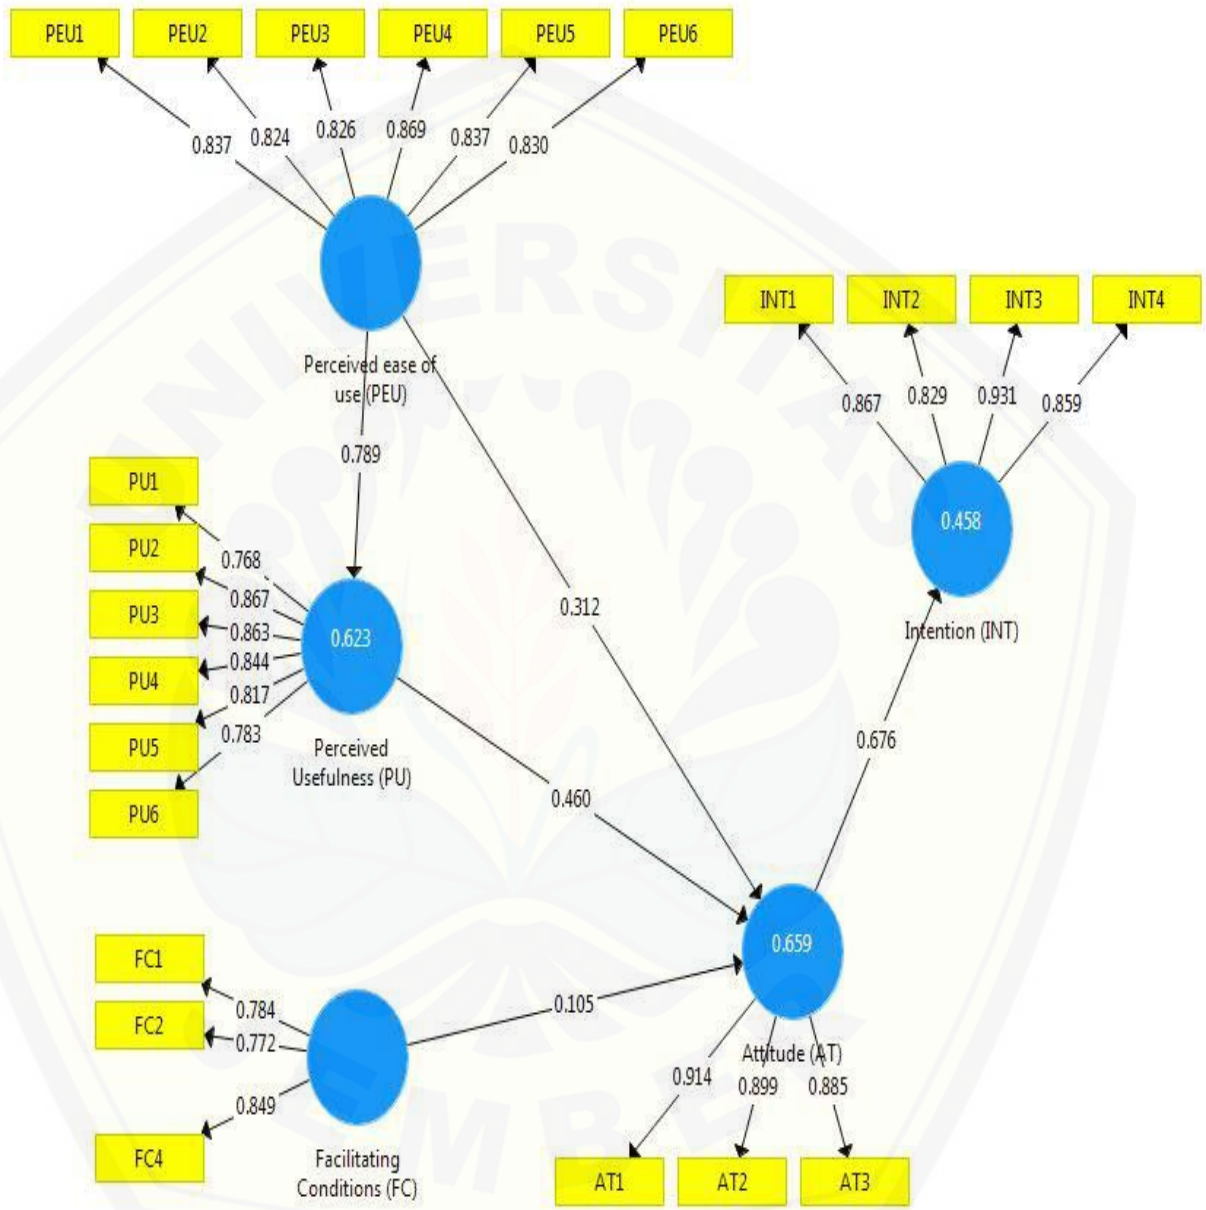 PEU1 PEU2 PEU3 PEU4 PEU5 PEU6
0.837 0.824 0.826 0.869 0.837 0.830
Perceived ease of
use (PEU)
INT1 INT2 INT3 INT4
0.867 0.829 0.931 0.859
0.458
Intention (INT)
0.789
0.312
PU1
PU2
PU3
PU4
PU5
PU6
0.768
0.867
0.863
0.844
0.817
0.783
0.623
Perceived
Usefulness (PU)
0.460
0.676
FC1
FC2
FC4
0.784
0.772
0.849
Facilitating
Conditions (FC)
0.105
0.659
Attitude (AT)
0.914 0.899 0.885
AT1 AT2 AT3
UNIVERSITAS
JEMBER